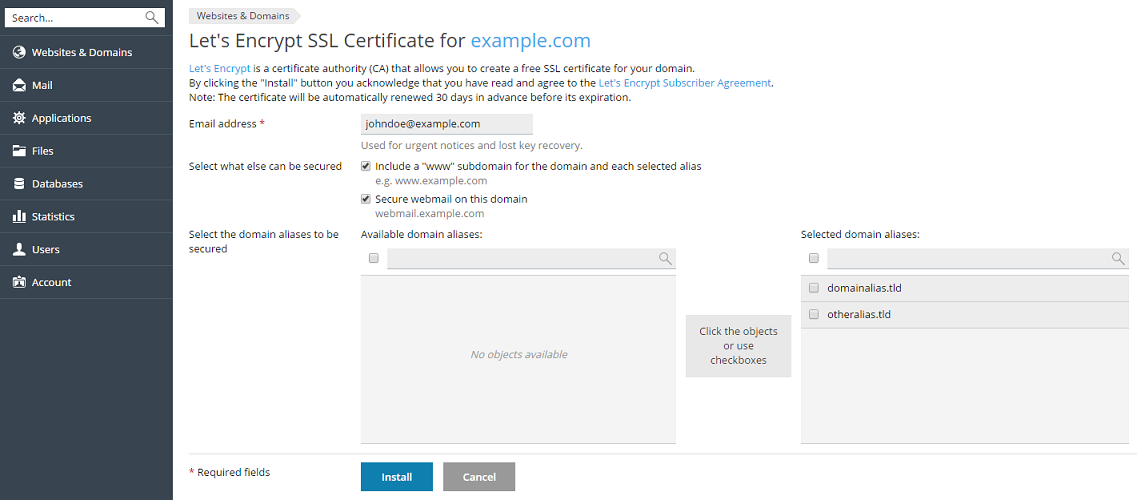 Search...
Websites & Domains
Mail
Applications
Files
Databases
Statistics
Users
Account
Websites & Domains
Let's Encrypt SSL Certificate for example.com
Let's Encrypt is a certificate authority (CA) that allows you to create a free SSL certificate for your domain.
By clicking the "Install" button you acknowledge that you have read and agree to the Let's Encrypt Subscriber Agreement.
Note: The certificate will be automatically renewed 30 days in advance before its expiration.
Email address *
johndoe@example.com
Used for urgent notices and lost key recovery.
Select what else can be secured
Include a "www" subdomain for the domain and each selected alias
e.g. www.example.com
Secure webmail on this domain
webmail.example.com
Select the domain aliases to be
secured
Available domain aliases:
No objects available
Click the objects
or use
checkboxes
Selected domain aliases:
domainalias.tld
otheralias.tld
* Required fields
Install
Cancel